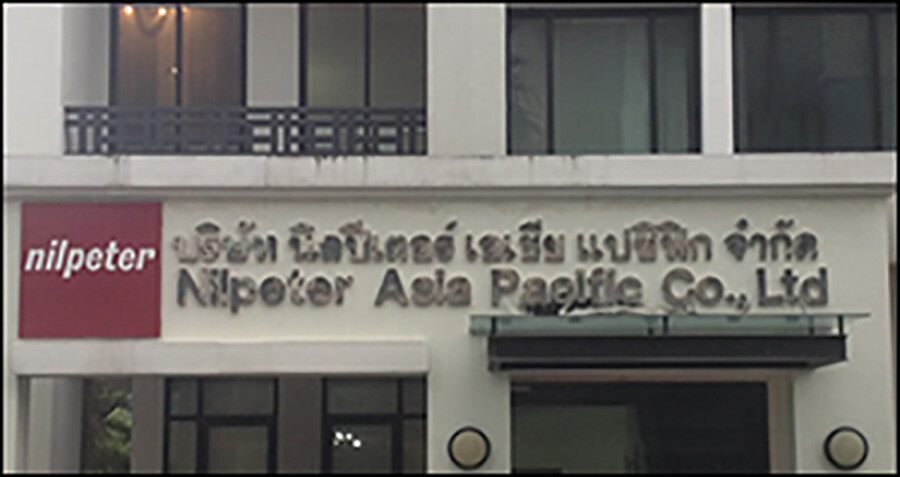 nilpeter
บริษัท นิลปีเตอร์ เอเชีย แปซิฟิก จำกัด
Nilpeter Asia Pacific Co., Ltd